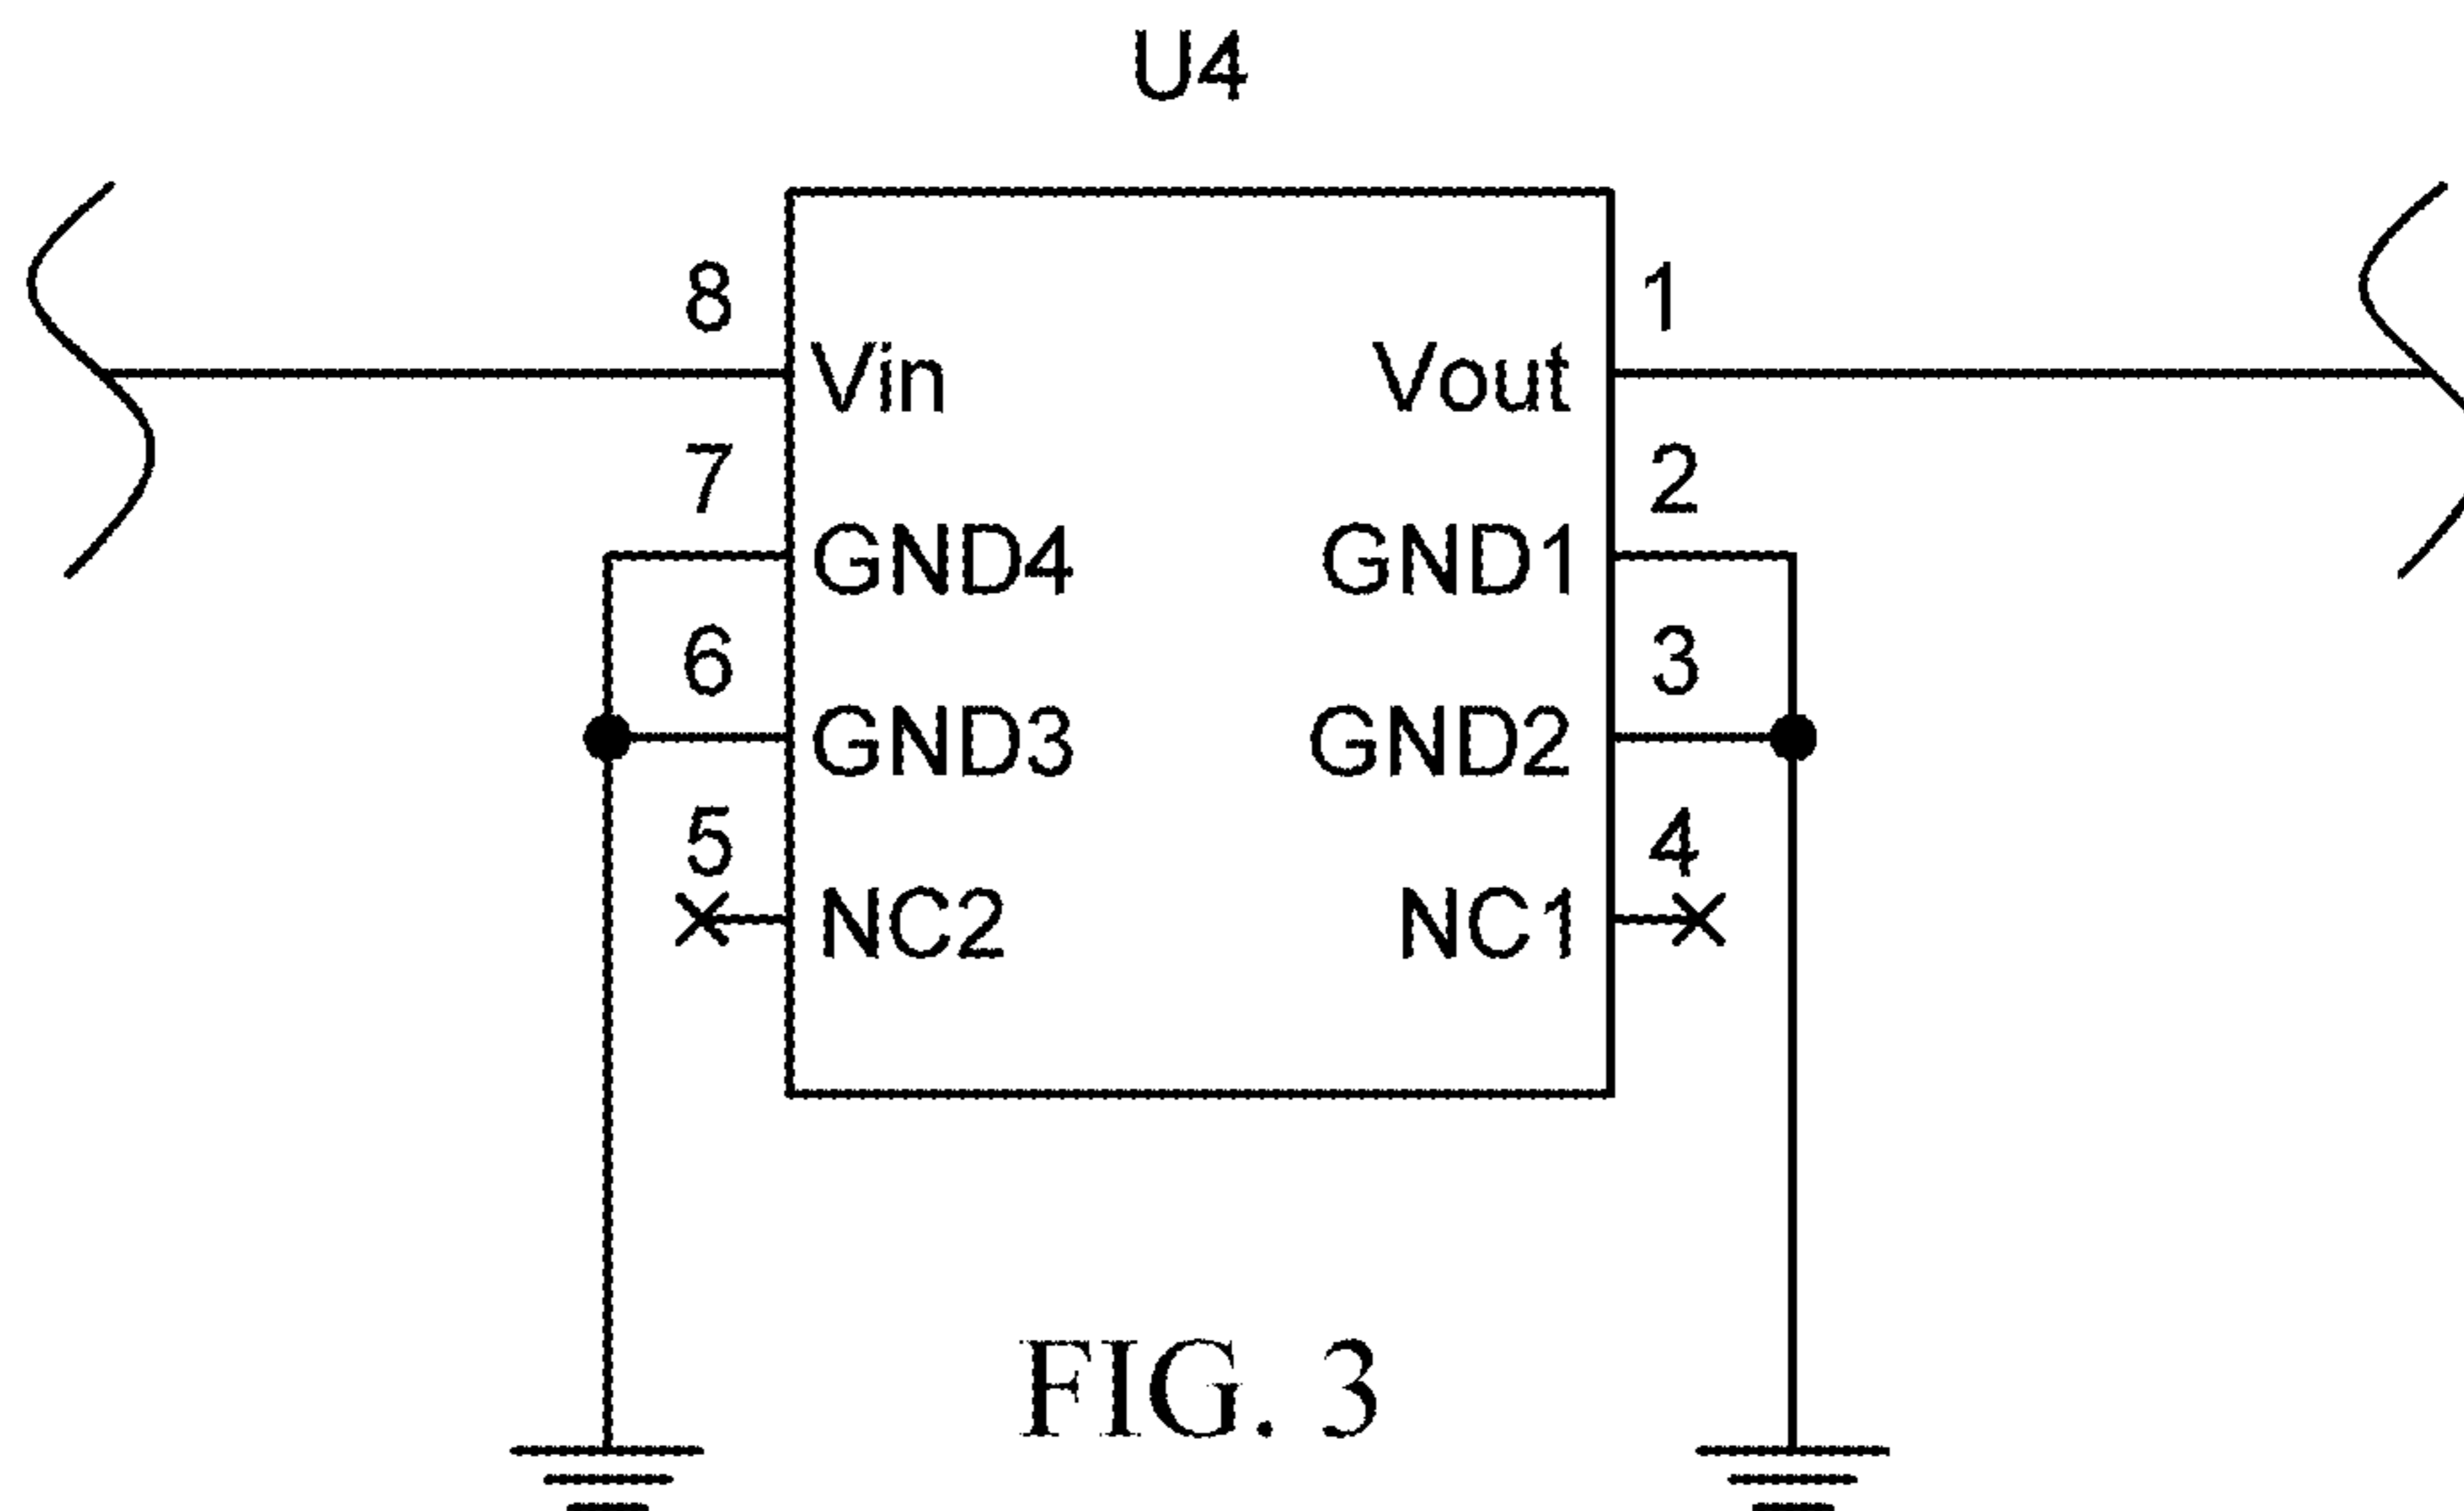 U4
8 1
Vin Vout
7 2
GND4 GND1
6 3
GND3 GND2
5 4
NC2 NC1
FIG. 3